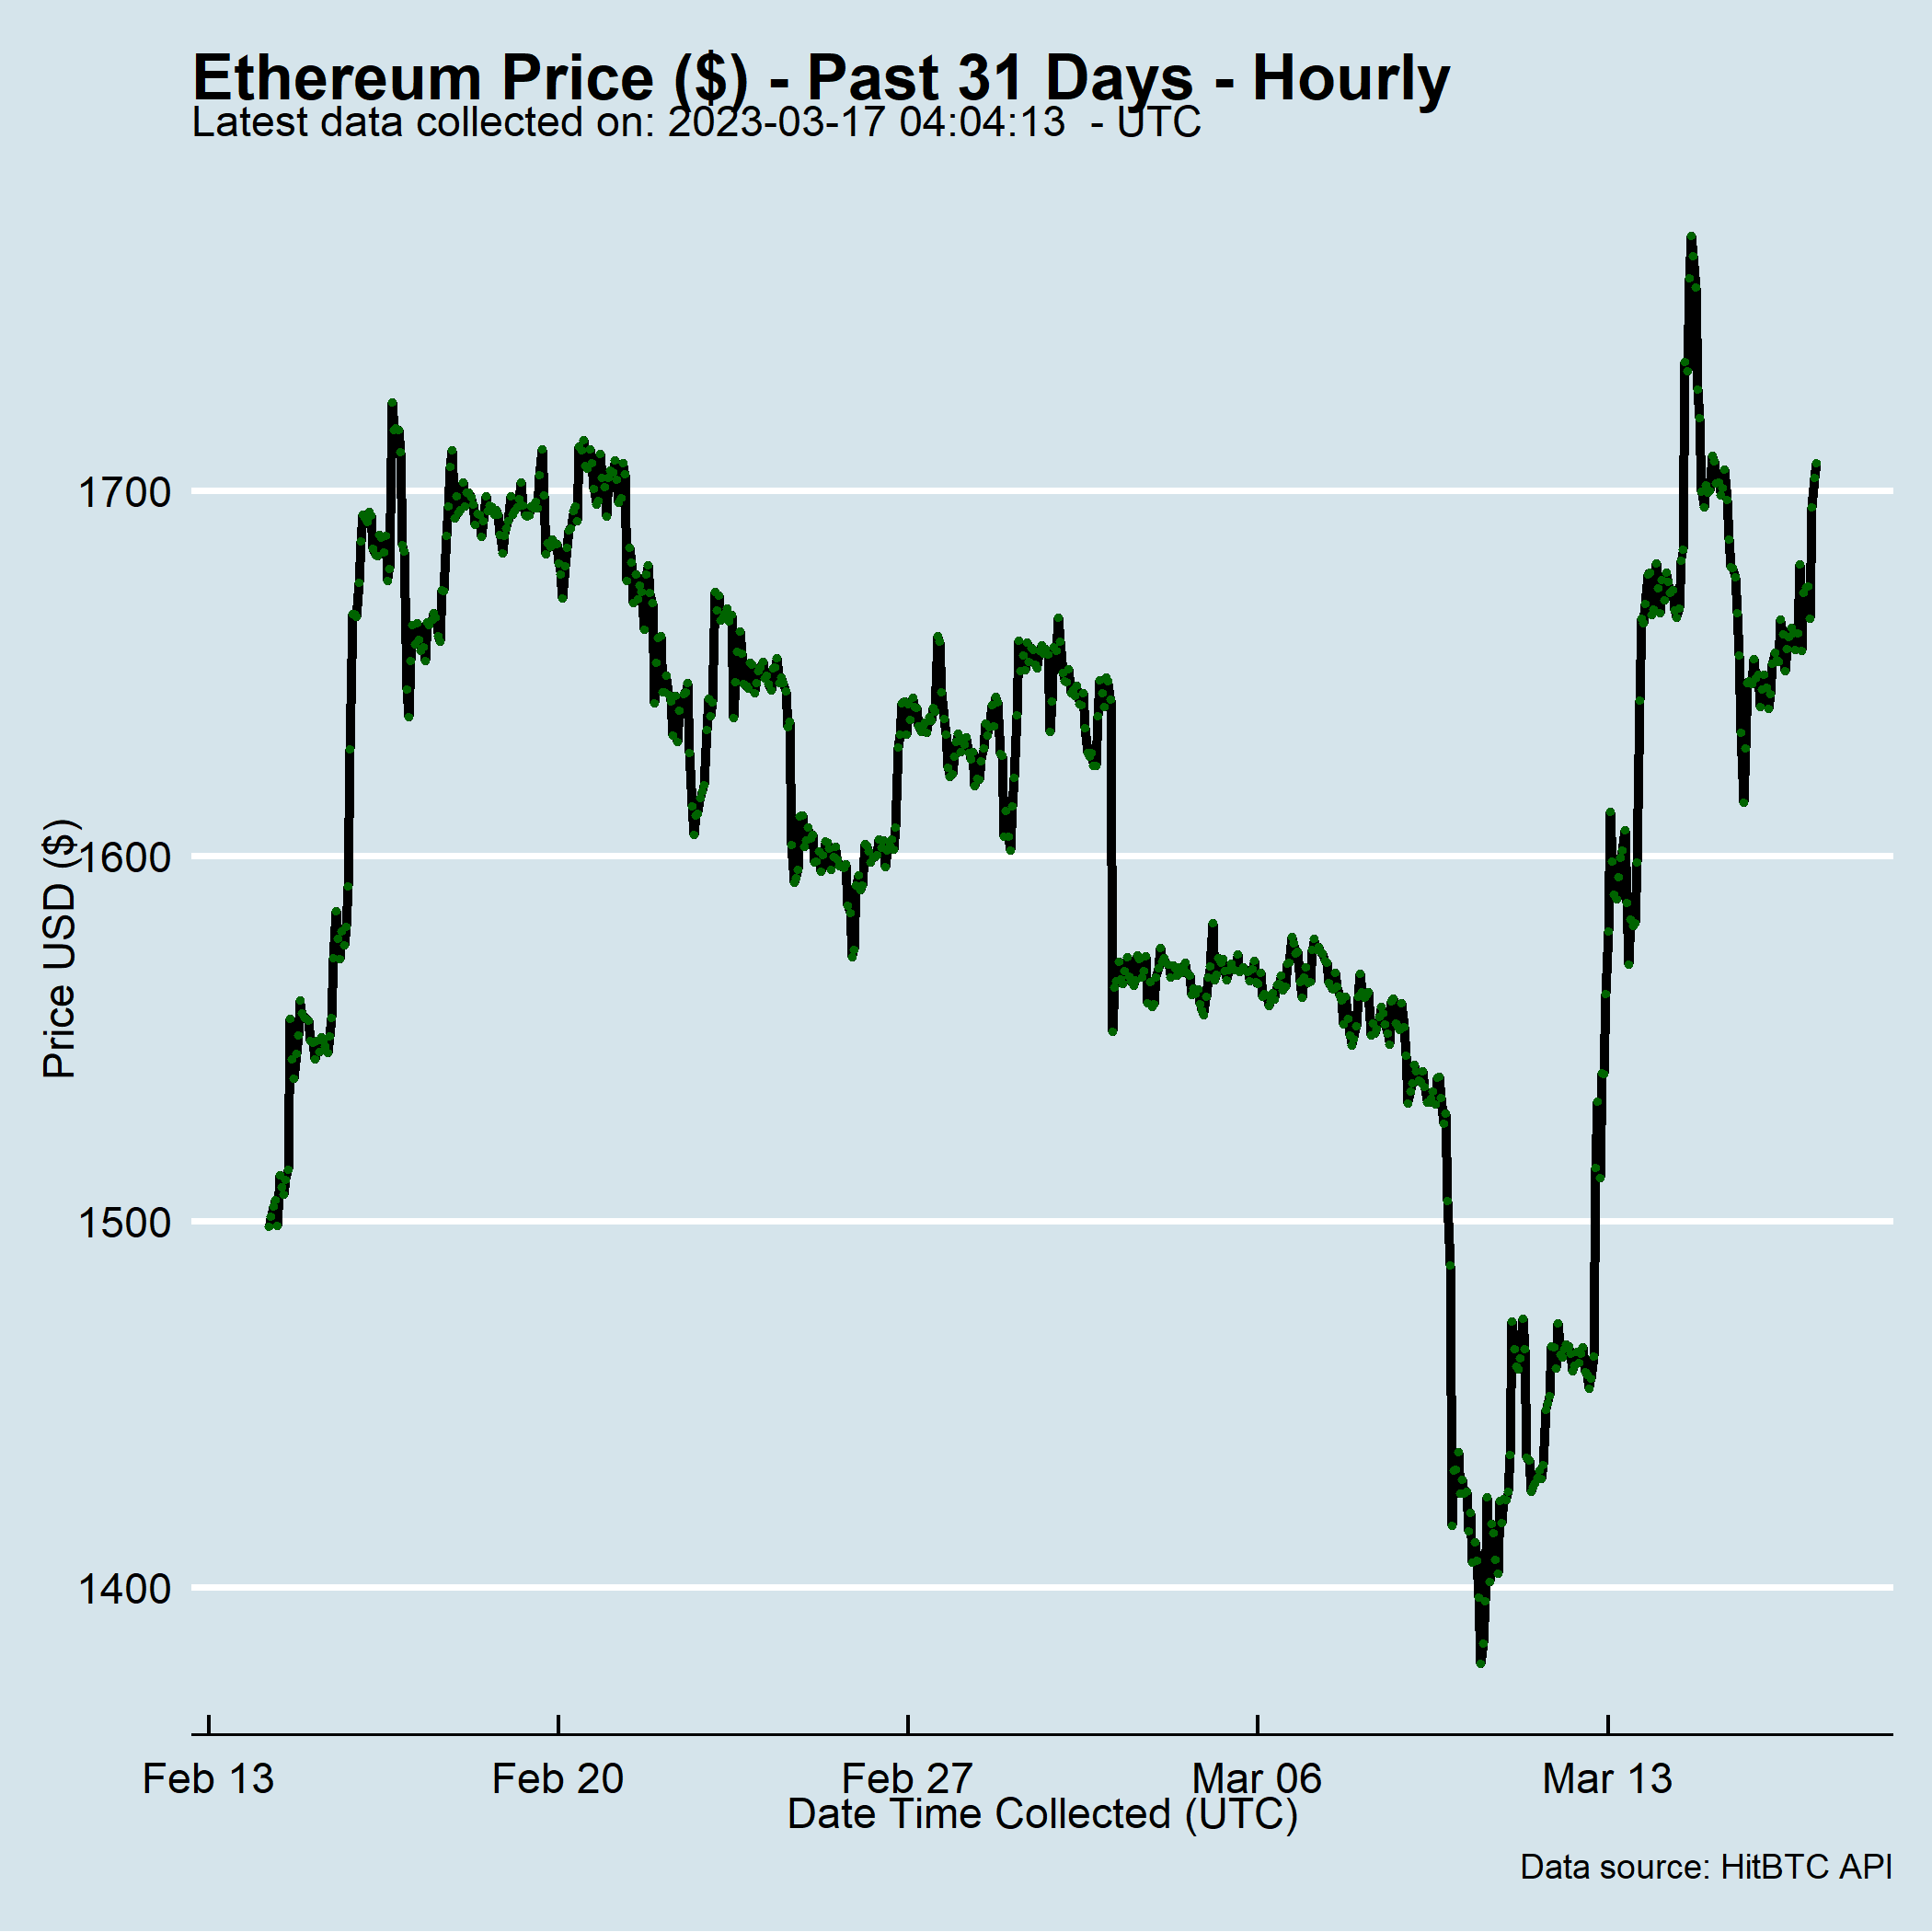 Ethereum Price ($) - Past 31 Days - Hourly
Latest data collected on: 2023-03-17 04:04:13  - UTC
Price USD ($)
1700
1600
1500
1400
Feb 13
Feb 20
Feb 27
Mar 06
Mar 13
Date Time Collected (UTC)
Data source: HitBTC API